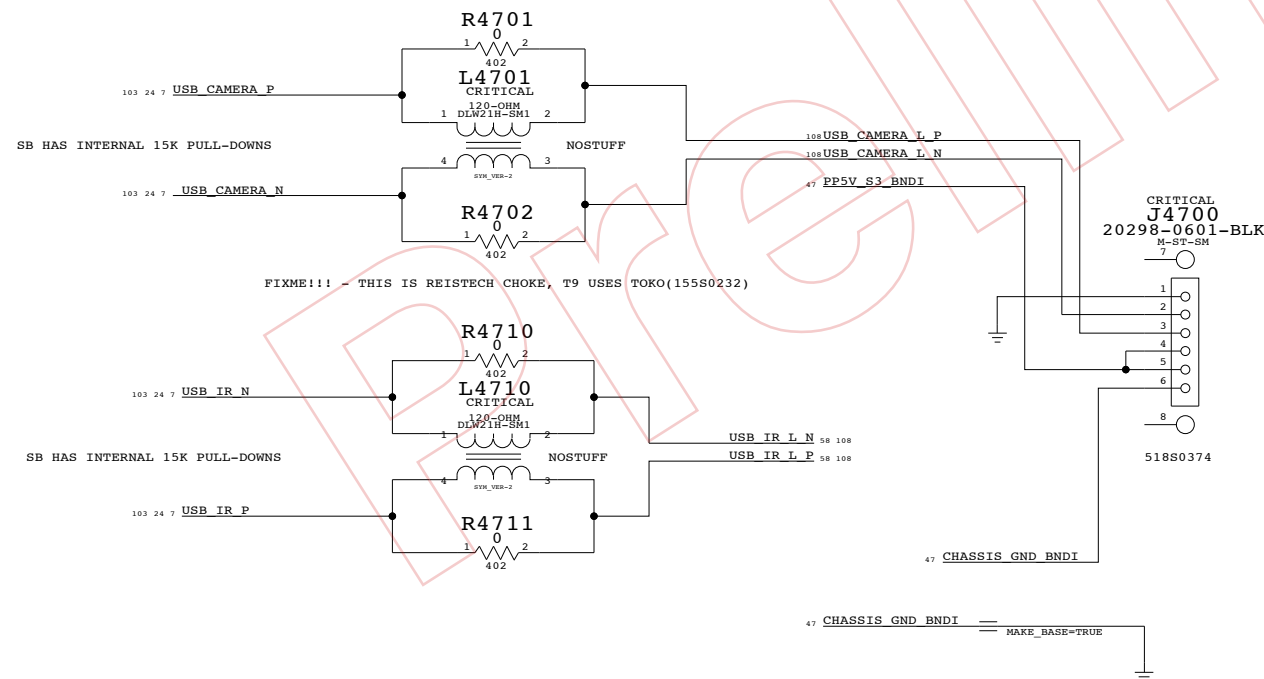 R4701
0
1 2
402
103 24 7 USB_CAMERA_P
L4701
CRITICAL
120-OHM
DLW21H-SM1
1 2
SB HAS INTERNAL 15K PULL-DOWNS
NOSTUFF
4 3
SYM_VER-2
103 24 7 USB_CAMERA_N
R4702
0
1 2
402
108 USB_CAMERA_L_P
108 USB_CAMERA_L_N
47 PP5V_S3_BNDI
CRITICAL
J4700
20298-0601-BLK
M-ST-SM
7
1
2
3
4
5
6
8
518S0374
FIXME!!! - THIS IS REISTECH CHOKE, T9 USES TOKO(155S0232)
R4710
0
1 2
402
103 24 7 USB_IR_N
L4710
CRITICAL
120-OHM
DLW21H-SM1
1 2
SB HAS INTERNAL 15K PULL-DOWNS
NOSTUFF
4 3
SYM_VER-2
USB_IR_L_N 58 108
USB_IR_L_P 58 108
103 24 7 USB_IR_P
R4711
0
1 2
402
47 CHASSIS_GND_BNDI
47 CHASSIS_GND_BNDI
MAKE_BASE=TRUE
Prelim